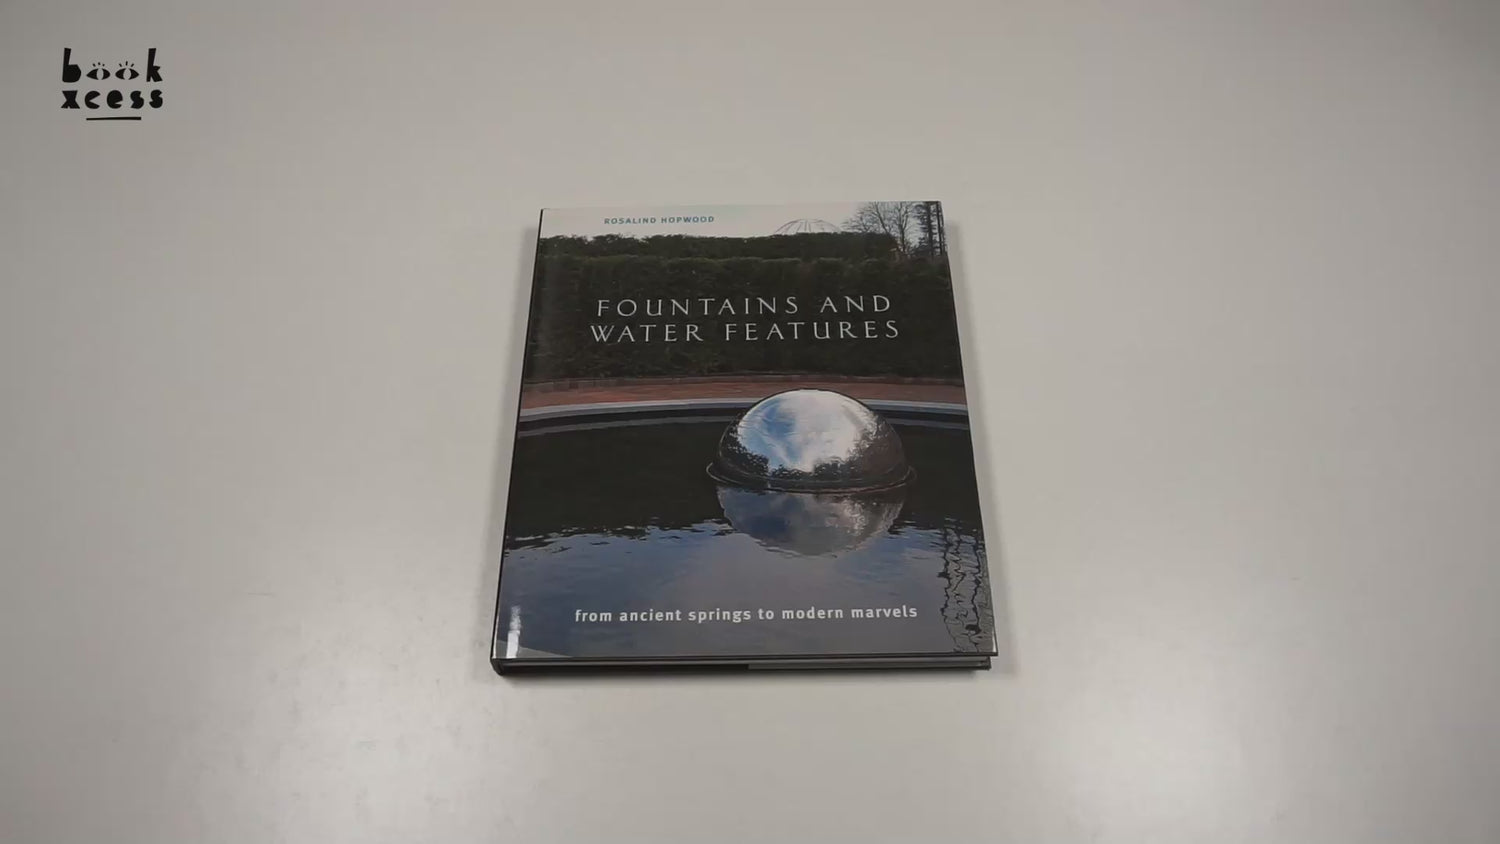 book
xcess
ROSALIND HOPWOOD
FOUNTAINS AND
WATER FEATURES
from ancient springs to modern marvels